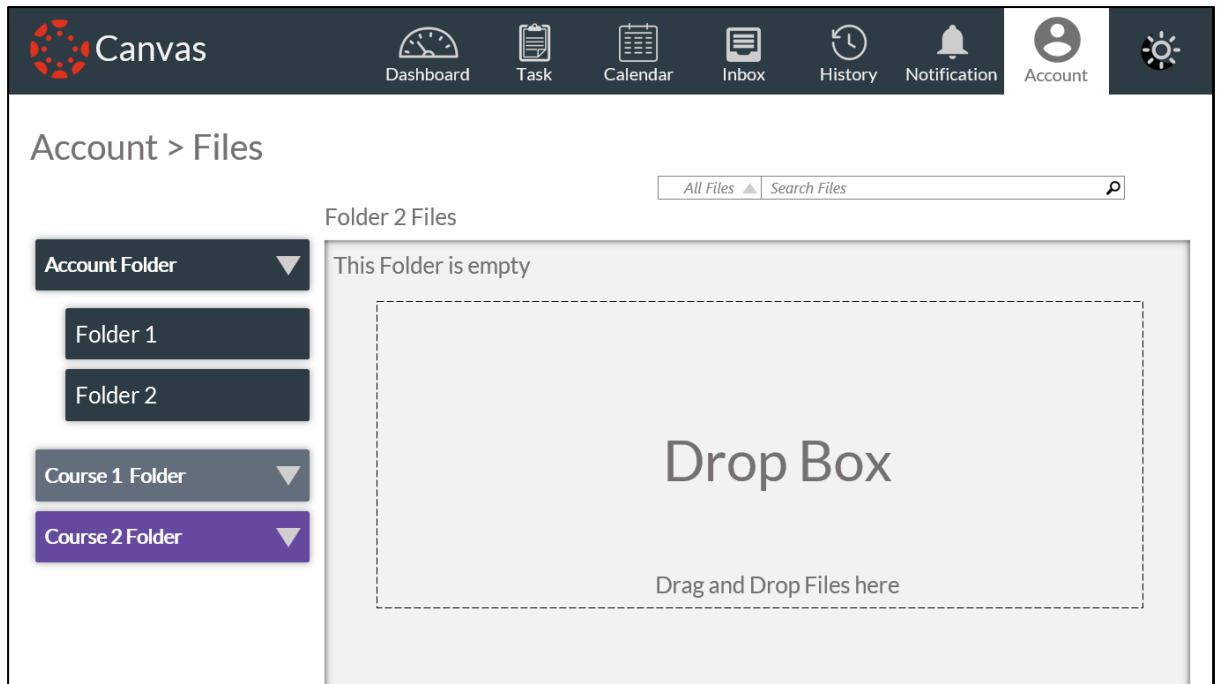 Canvas
Dashboard
Task
Calendar
Inbox
History
Notification
Account
Account > Files
All Files
Search Files
Folder 2 Files
Account Folder
This Folder is empty
Folder 1
Folder 2
Course 1 Folder
Course 2 Folder
Drop Box
Drag and Drop Files here